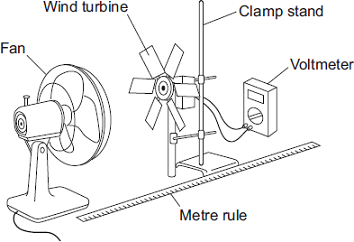 Wind turbine
Clamp stand
Fan
Voltmeter
Metre rule